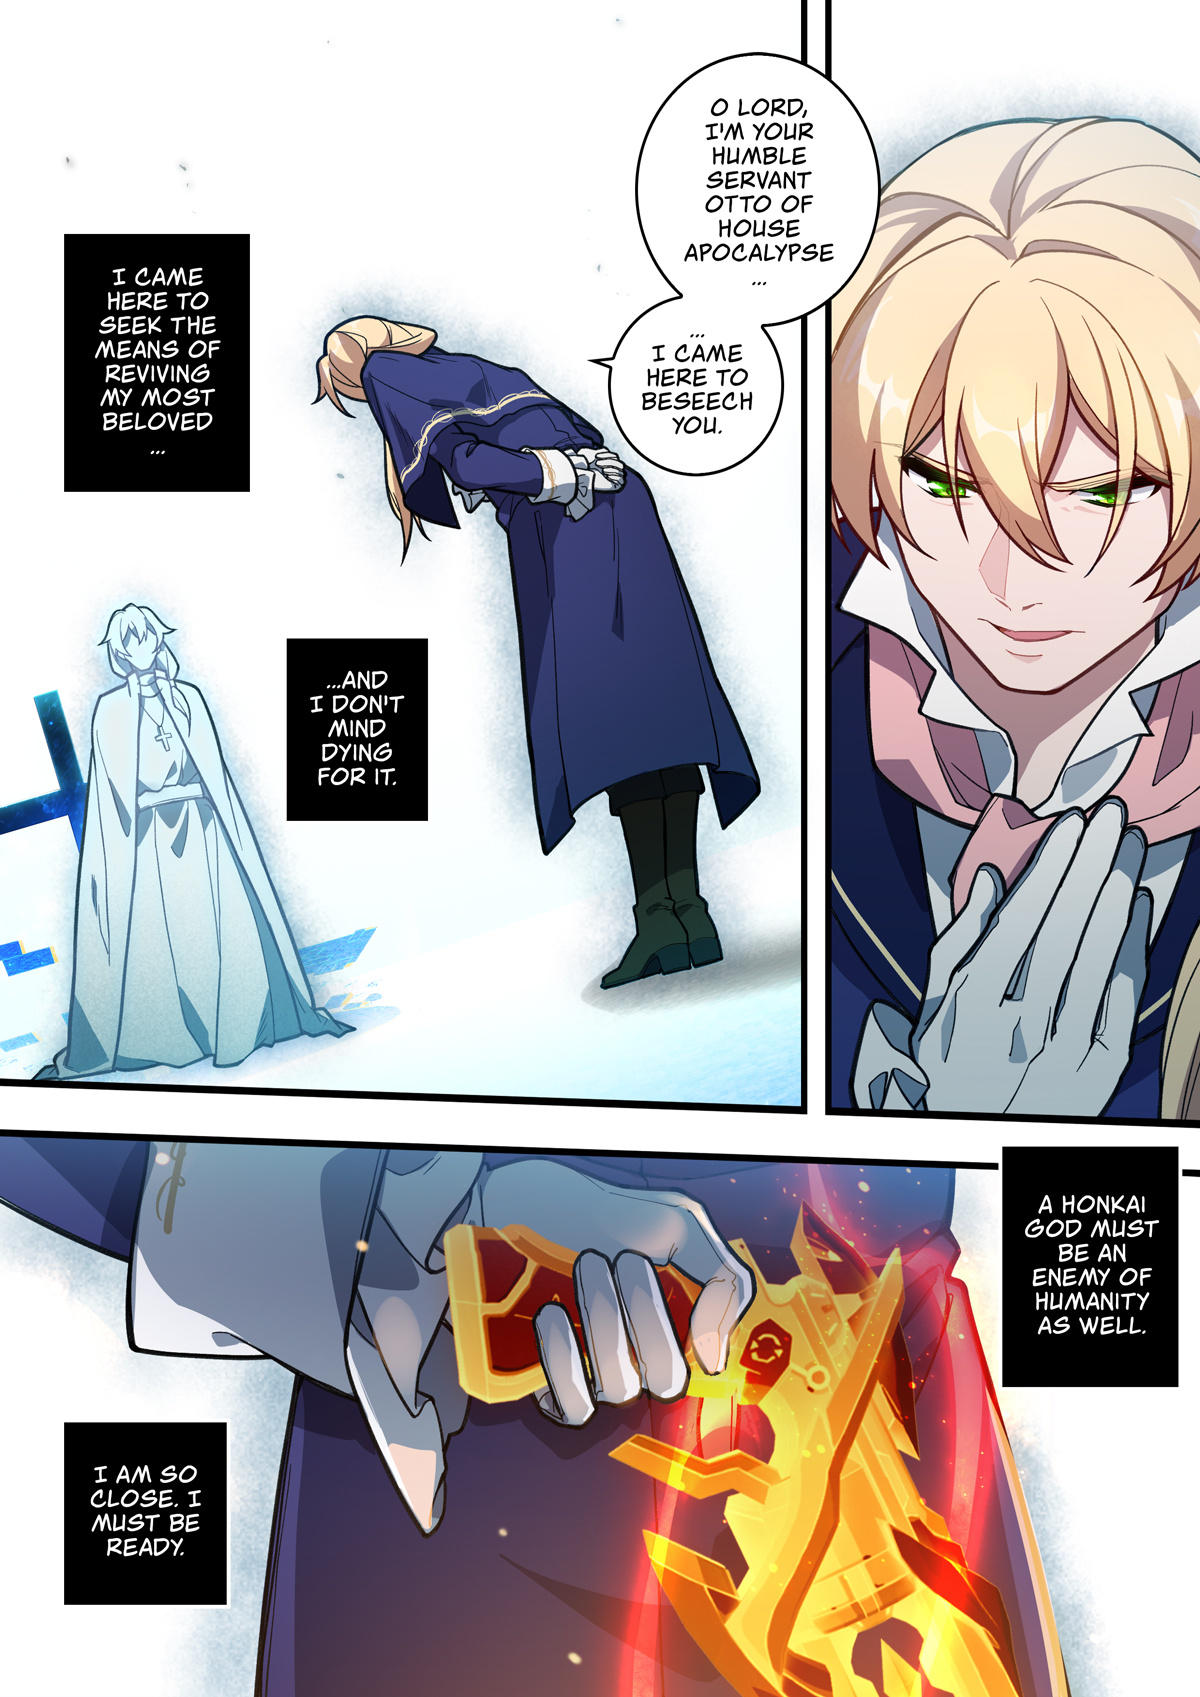 O LORD,
I'M YOUR
HUMBLE
SERVANT
OTTO OF
HOUSE
APOCALYPSE
...
...
I CAME
HERE TO
BESEECH
YOU.
I CAME
HERE TO
SEEK THE
MEANS OF
REVIVING
MY MOST
BELOVED
...
...AND
I DON'T
MIND
DYING
FOR IT.
A HONKAI
GOD MUST
BE AN
ENEMY OF
HUMANITY
AS WELL.
I AM SO
CLOSE. I
MUST BE
READY.